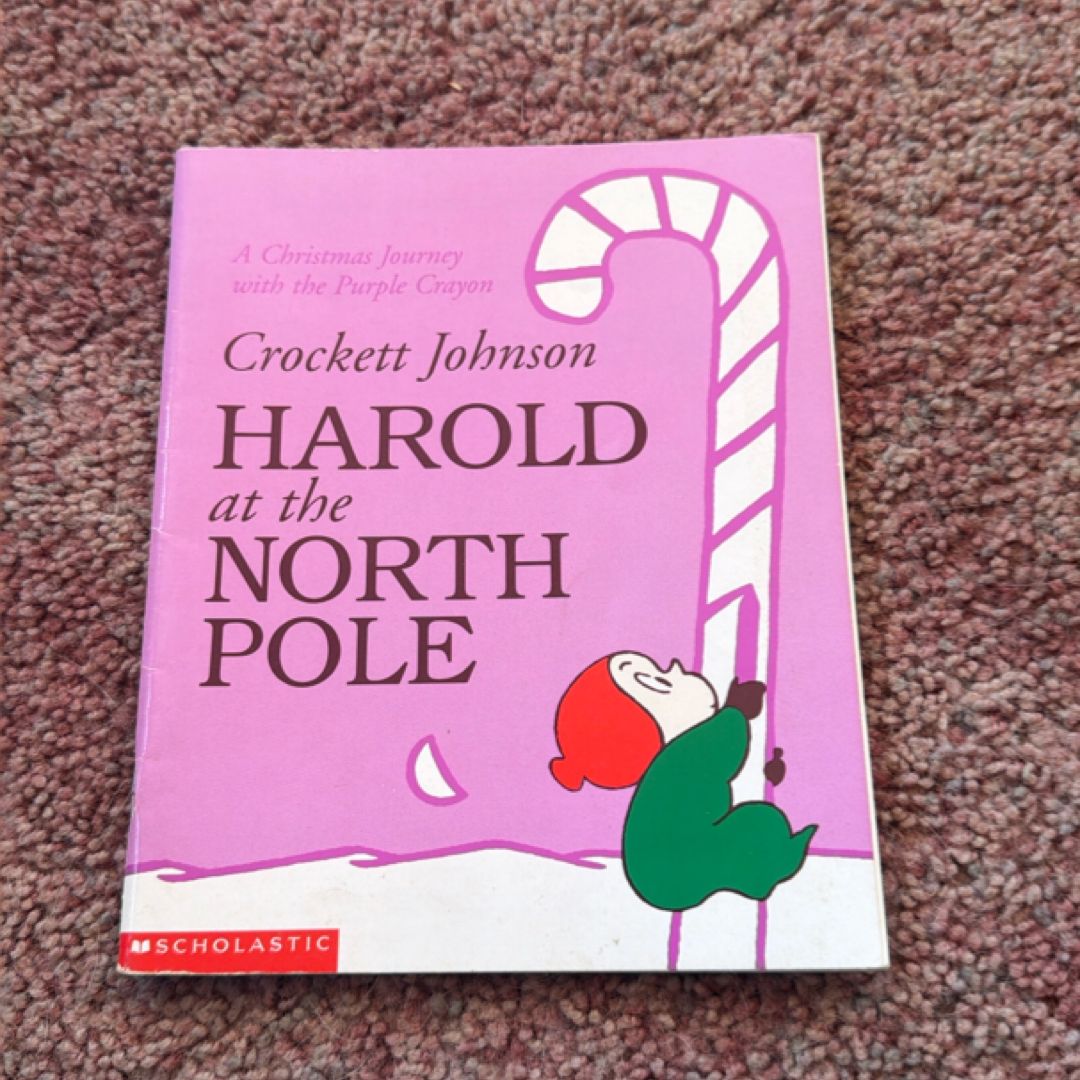 A Christmas Journey
with the Purple Crayon
Crockett Johnson
HAROLD
at the
NORTH
POLE
SCHOLASTIC